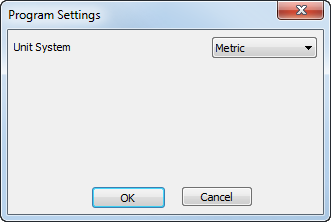 Program Settings
Unit System Metric
OK Cancel